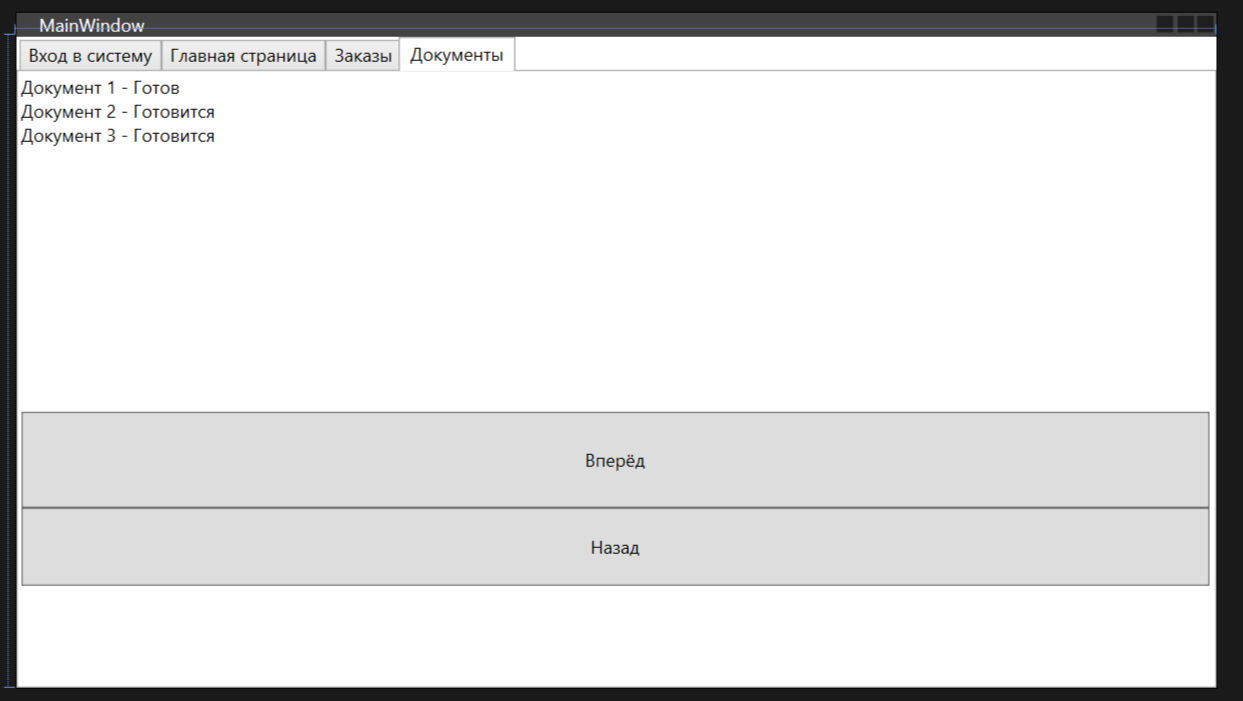 MainWindow
Вход в систему Главная страница Заказы Документы
Документ 1 - Готов
Документ 2 - Готовится
Документ 3 - Готовится
Вперёд
Назад